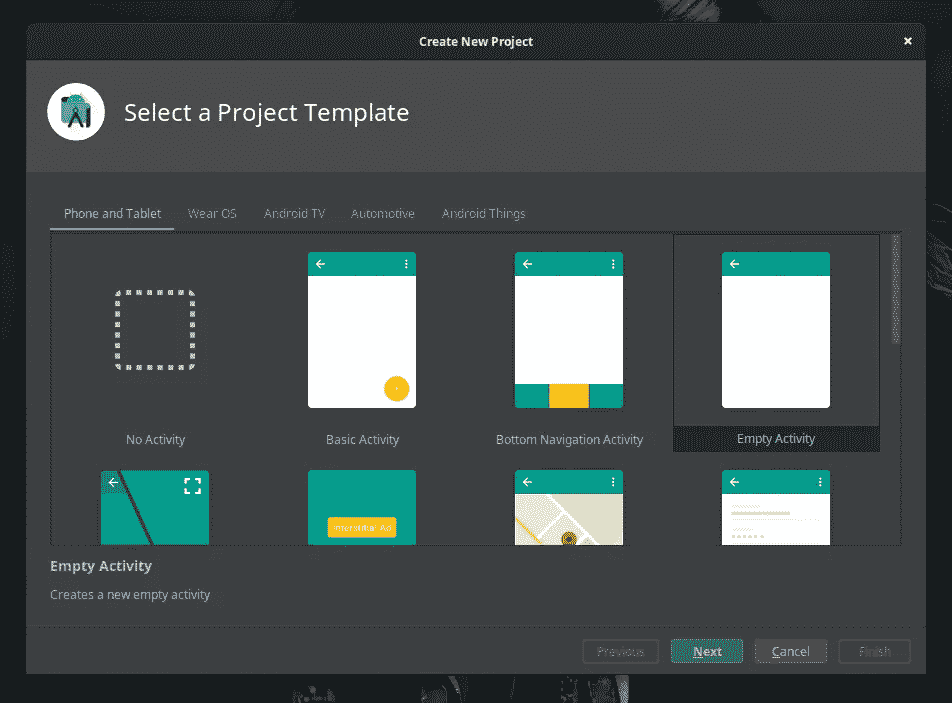 Create New Project
Select a Project Template
Phone and Tablet
Wear OS
Android TV
Automotive
Android Things
No Activity
Basic Activity
Bottom Navigation Activity
Empty Activity
Interstitial Ad
Empty Activity
Creates a new empty activity
Previous
Next
Cancel
Finish